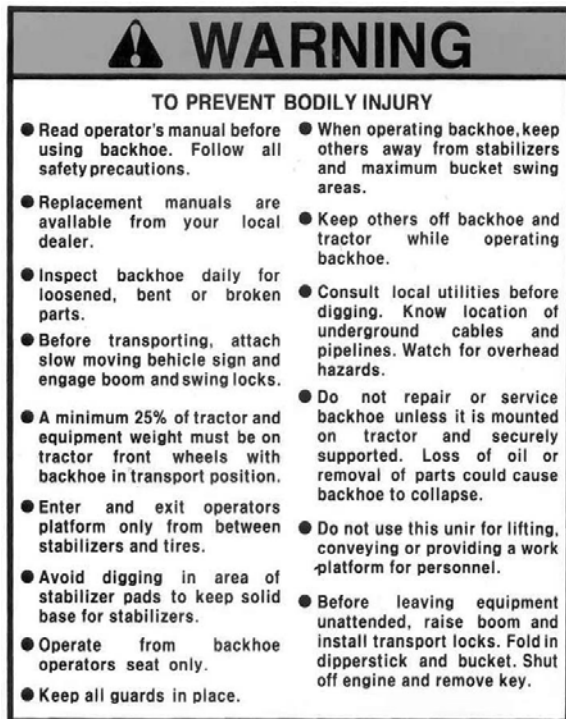 WARNING
TO PREVENT BODILY INJURY
● Read operator's manual before
using backhoe. Follow all
safety precautions.
● Replacement manuals are
available from your local
dealer.
● Inspect backhoe daily for
loosened, bent or broken
parts.
● Before transporting, attach
slow moving behicle sign and
engage boom and swing locks.
● A minimum 25% of tractor and
equipment weight must be on
tractor front wheels with
backhoe in transport position.
● Enter and exit operators
platform only from between
stabilizers and tires.
● Avoid digging in area of
stabilizer pads to keep solid
base for stabilizers.
● Operate from backhoe
operators seat only.
● Keep all guards in place.
● When operating backhoe, keep
others away from stabilizers
and maximum bucket swing
areas.
● Keep others off backhoe and
tractor while operating
backhoe.
● Consult local utilities before
digging. Know location of
underground cables and
pipelines. Watch for overhead
hazards.
● Do not repair or service
backhoe unless it is mounted
on tractor and securely
supported. Loss of oil or
removal of parts could cause
backhoe to collapse.
● Do not use this unir for lifting,
conveying or providing a work
platform for personnel.
● Before leaving equipment
unattended, raise boom and
install transport locks. Fold in
dipperstick and bucket. Shut
off engine and remove key.